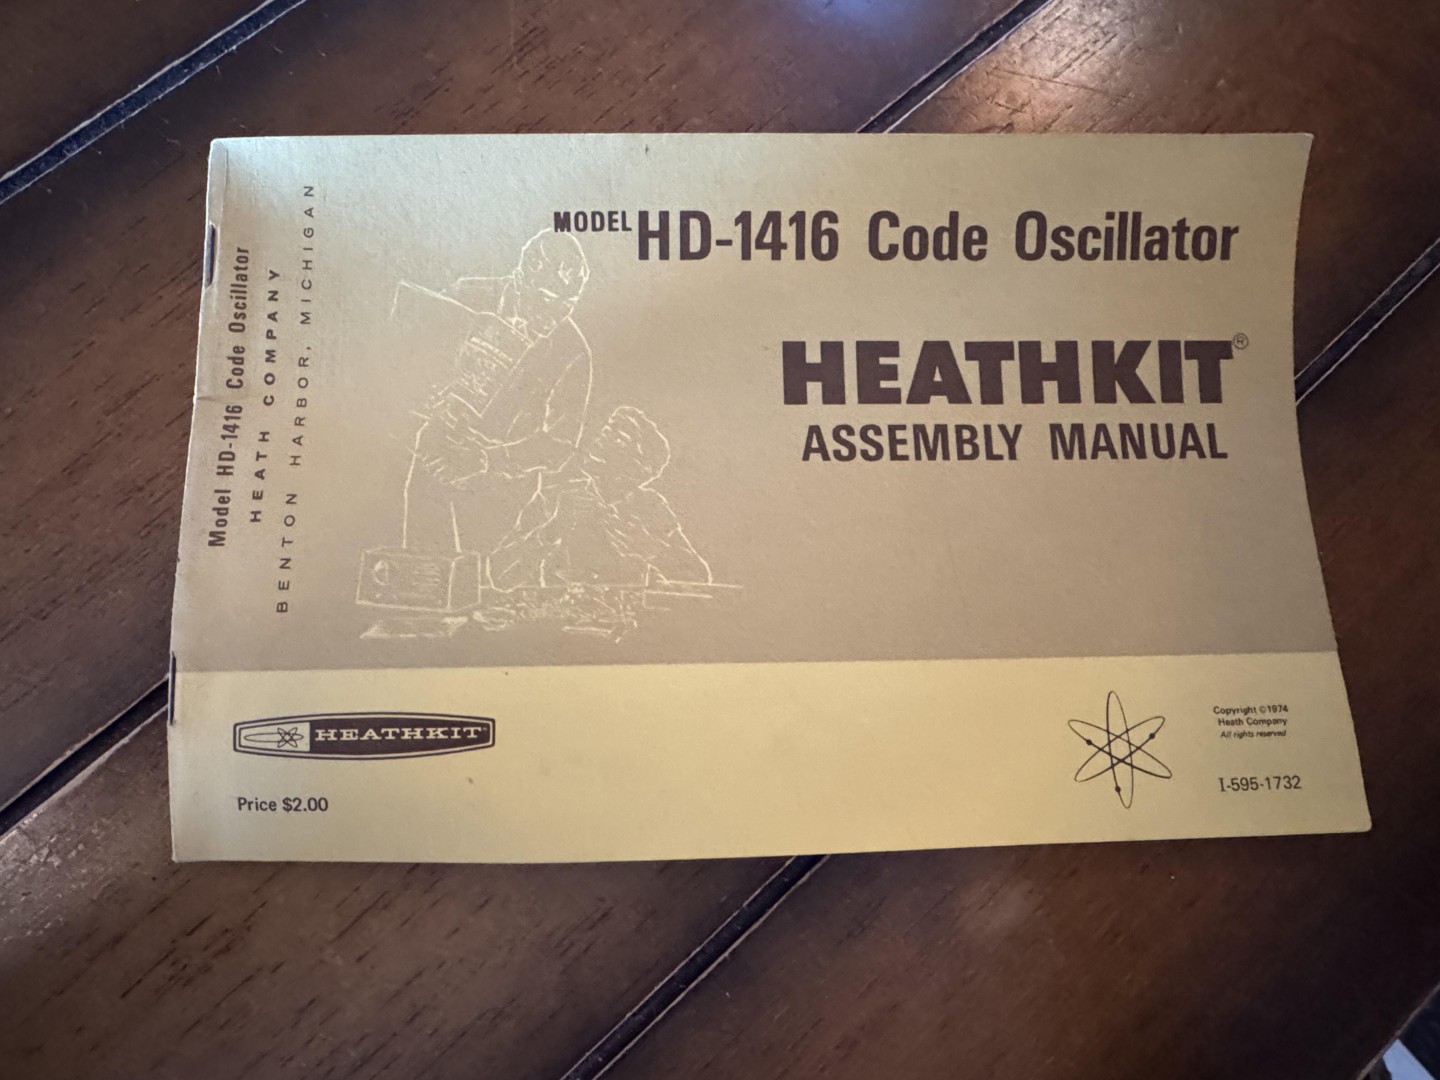 Model HD-1416 Code Oscillator
HEATH COMPANY
BENTON HARBOR, MICHIGAN
MODEL HD-1416 Code Oscillator
HEATHKIT®
ASSEMBLY MANUAL
HEATHKIT
Price $2.00
Copyright ©1974
Heath Company
All rights reserved
I-595-1732